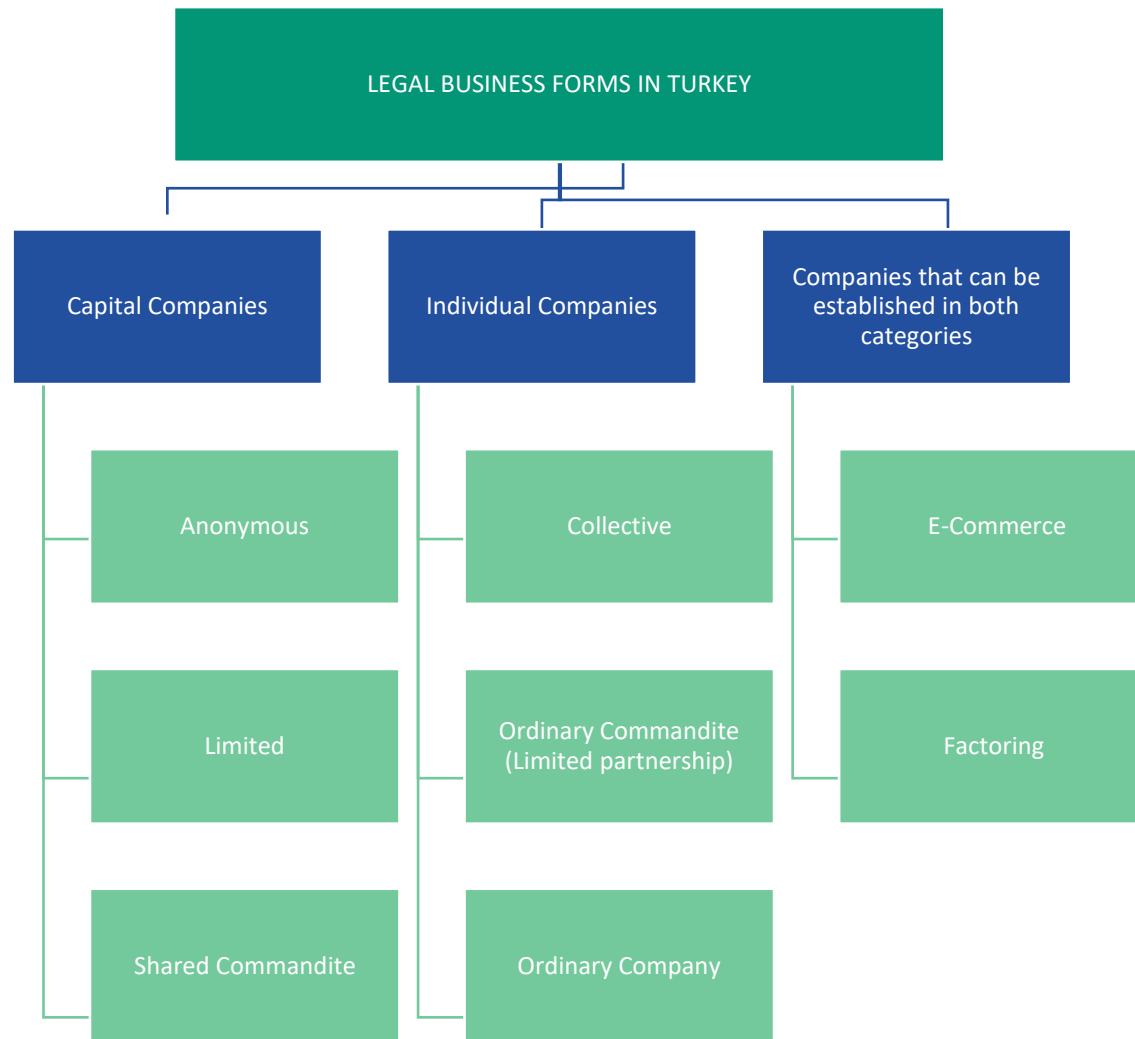 LEGAL BUSINESS FORMS IN TURKEY
Capital Companies
Individual Companies
Companies that can be
established in both
categories
Anonymous
Collective
E-Commerce
Limited
Ordinary Commandite
(Limited partnership)
Factoring
Shared Commandite
Ordinary Company